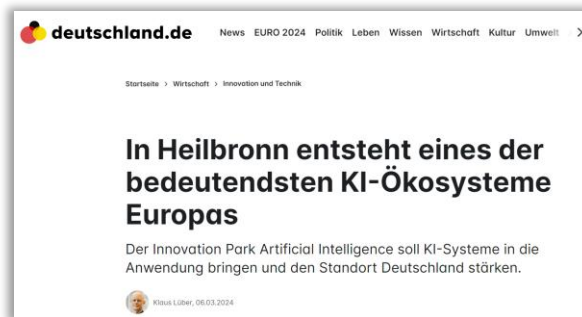 deutschland.de
News EURO 2024 Politik Leben Wissen Wirtschaft Kultur Umwelt
Startseite > Wirtschaft > Innovation und Technik
In Heilbronn entsteht eines der
bedeutendsten KI-Ökosysteme
Europas
Der Innovation Park Artificial Intelligence soll KI-Systeme in die
Anwendung bringen und den Standort Deutschland stärken.
Klaus Lüber, 06.03.2024